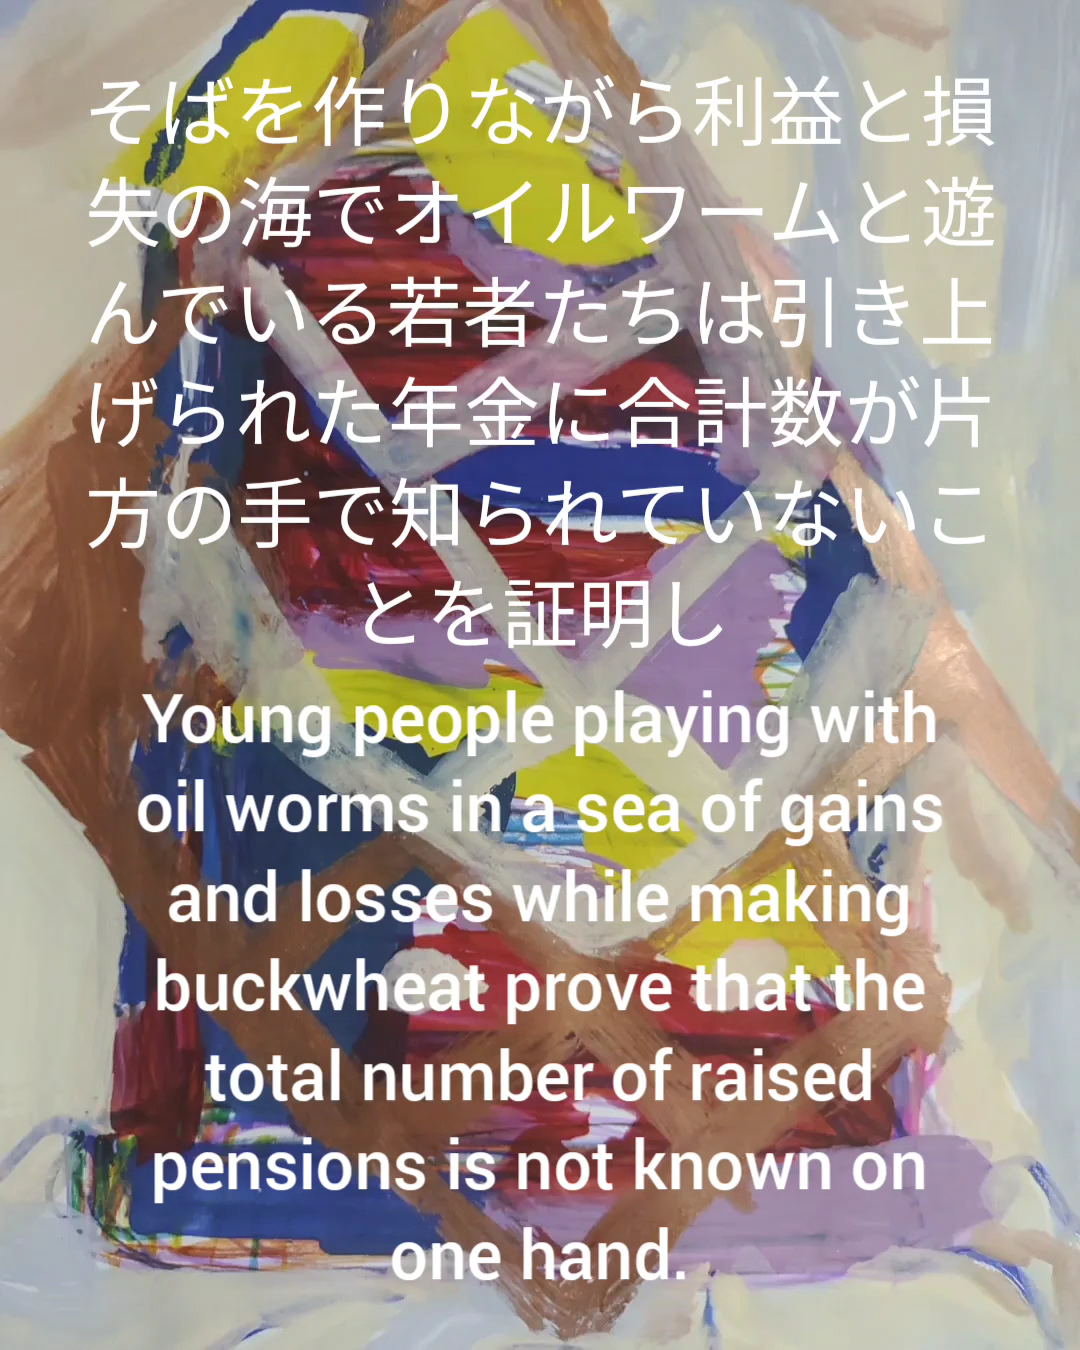 そばを作りながら利益と損
失の海でオイルワームと遊
んでいる若者たちは引き上
げられた年金に合計数が片
方の手で知られていないこ
とを証明し
Young people playing with
oil worms in a sea of gains
and losses while making
buckwheat prove that the
total number of raised
pensions is not known on
one hand.